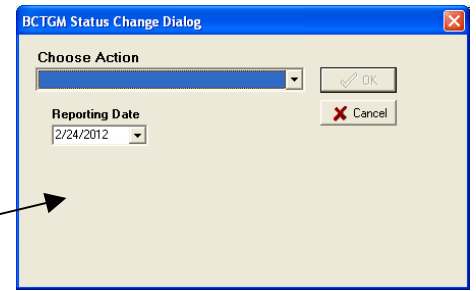 BCTGM Status Change Dialog
Choose Action
OK
Reporting Date
Cancel
2/24/2012